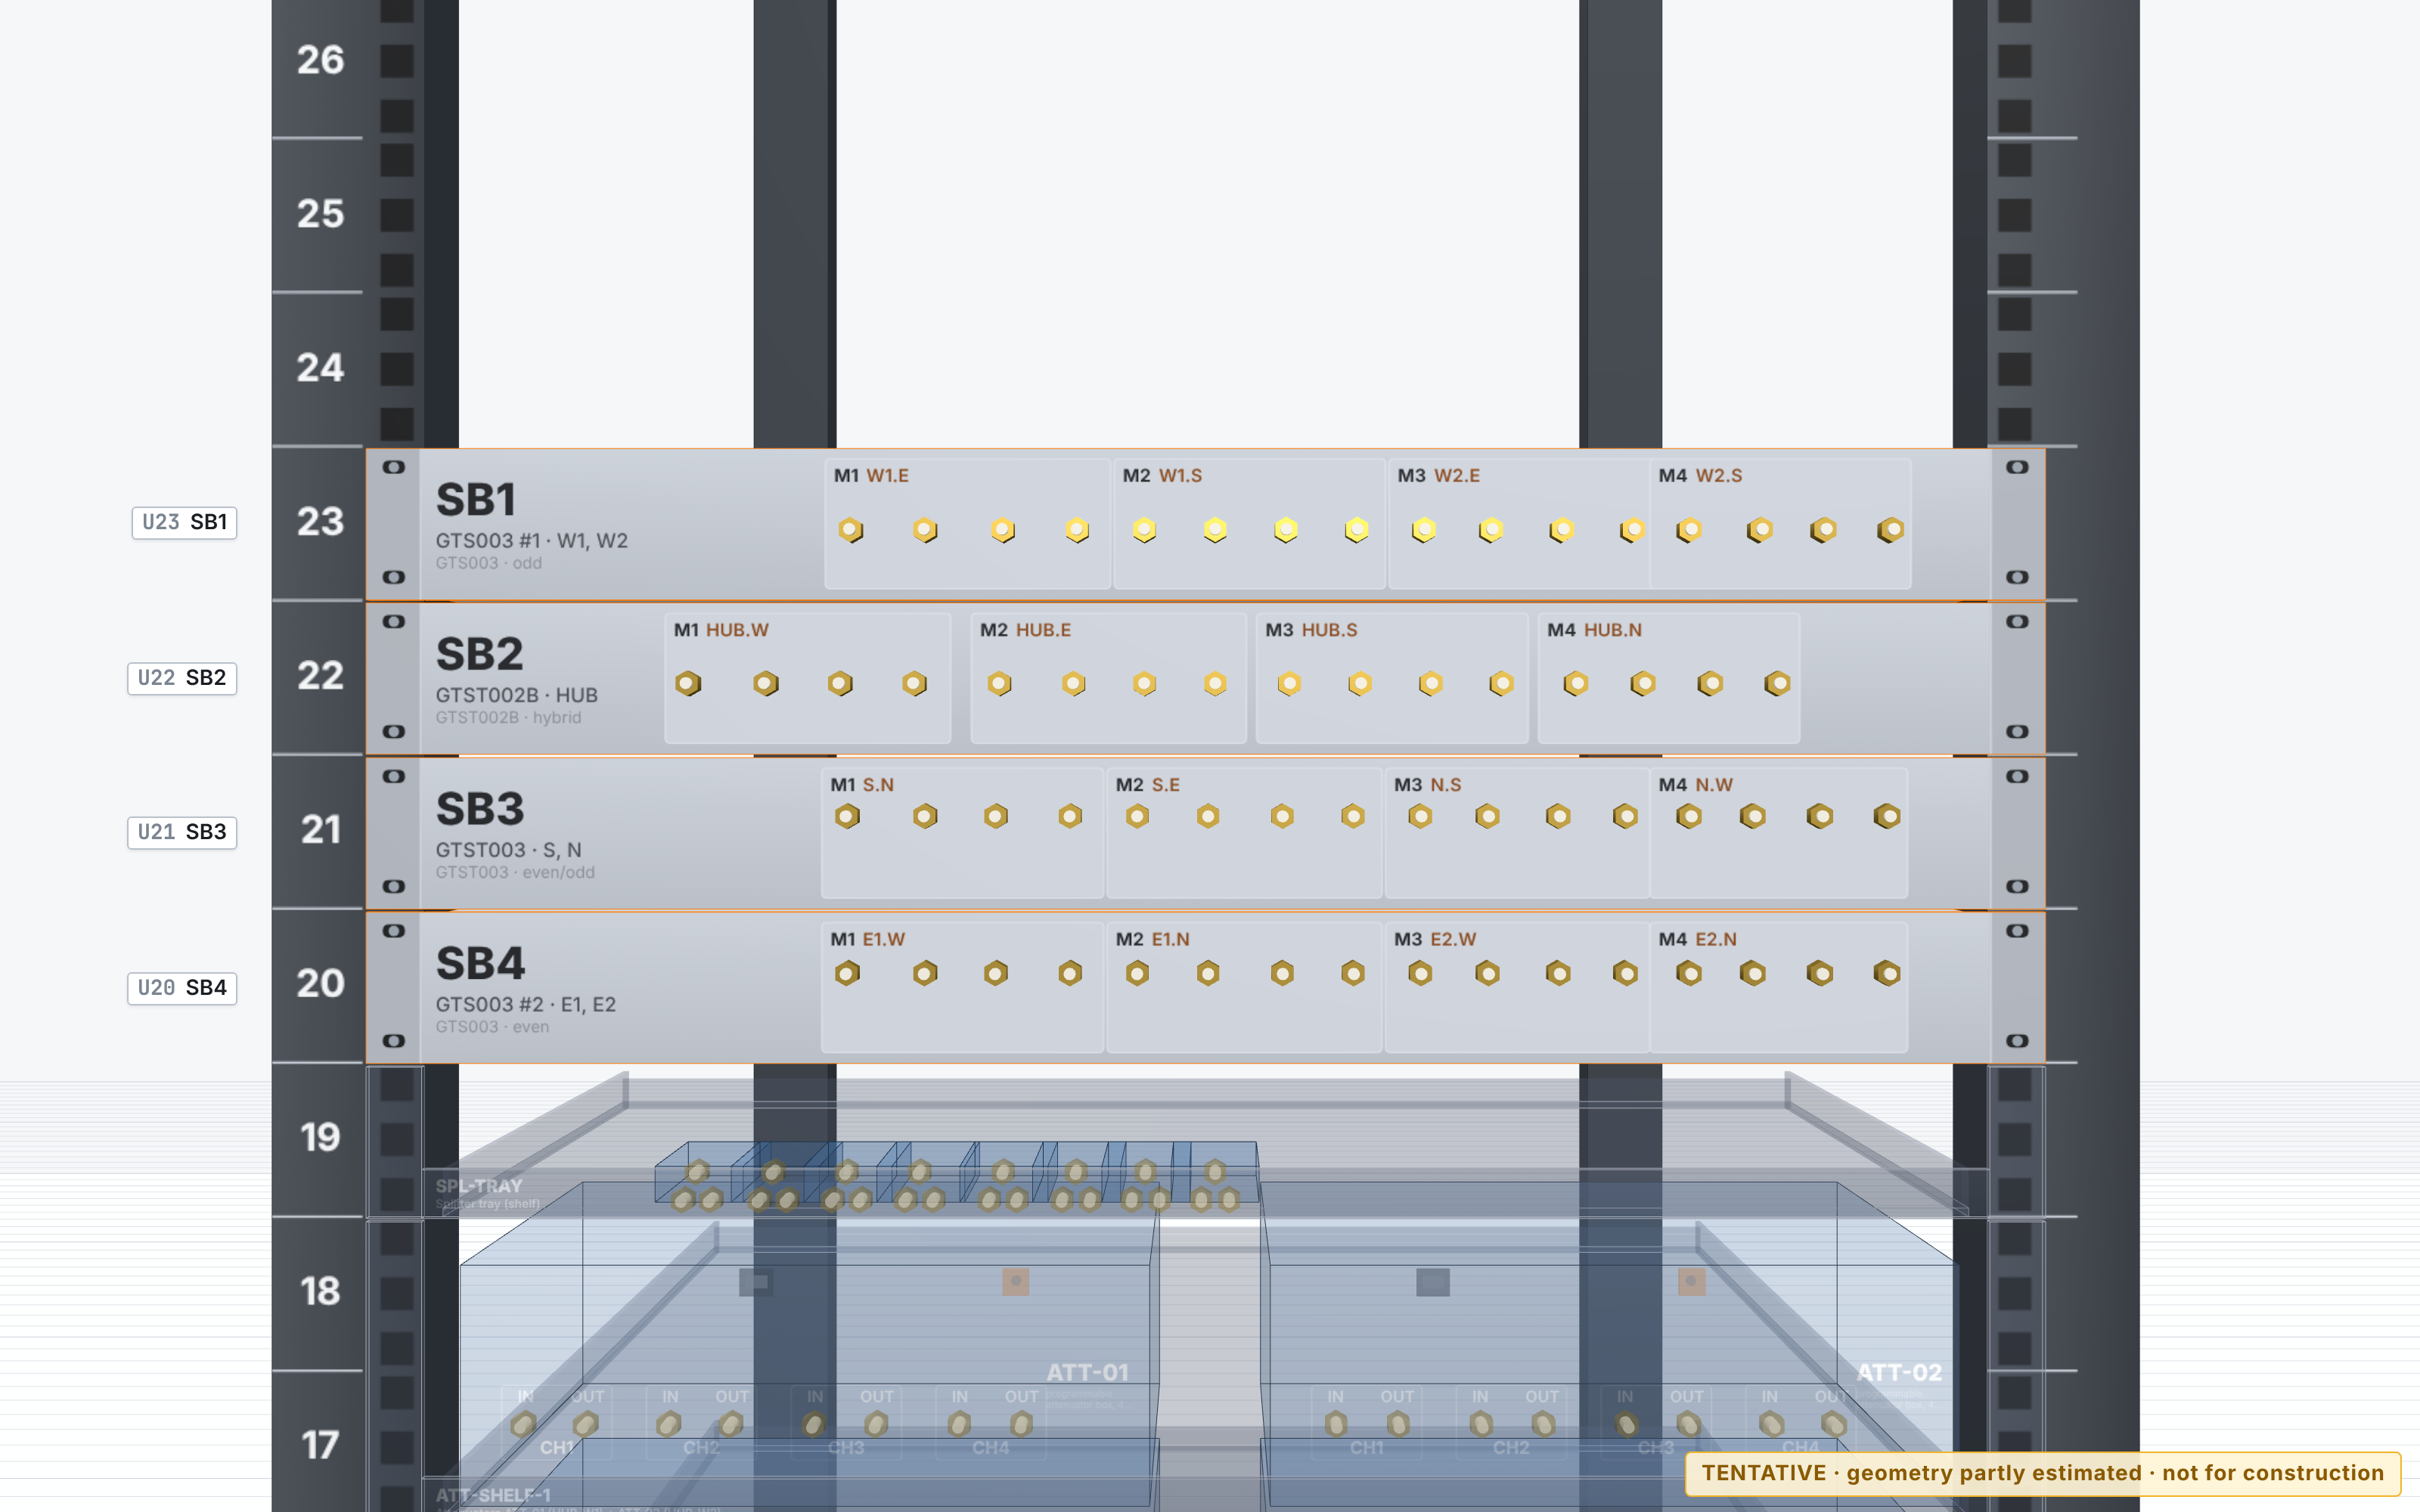 26
25
24
23
U23 SB1
SB1
GTS003 #1 · W1, W2
GTS003 · odd
M1 W1.E
M2 W1.S
M3 W2.E
M4 W2.S
22
U22 SB2
SB2
GTST002B · HUB
GTST002B · hybrid
M1 HUB.W
M2 HUB.E
M3 HUB.S
M4 HUB.N
21
U21 SB3
SB3
GTST003 · S, N
GTST003 · even/odd
M1 S.N
M2 S.E
M3 N.S
M4 N.W
20
U20 SB4
SB4
GTS003 #2 · E1, E2
GTS003 · even
M1 E1.W
M2 E1.N
M3 E2.W
M4 E2.N
19
SPL-TRAY
Splitter tray (shelf)
18
ATT-01
ATT-02
IN OUT IN OUT IN OUT IN OUT
IN OUT IN OUT IN OUT IN OUT
CH1 CH2 CH3 CH4
CH1 CH2 CH3 CH4
17
ATT-SHELF-1
TENTATIVE · geometry partly estimated · not for construction